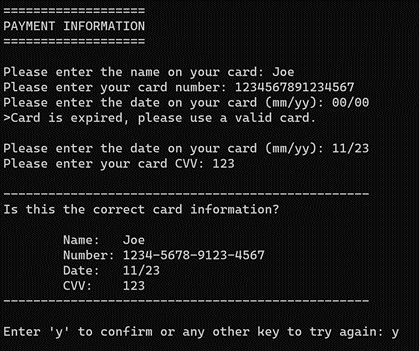 ===================
PAYMENT INFORMATION
===================
Please enter the name on your card: Joe
Please enter your card number: 1234567891234567
Please enter the date on your card (mm/yy): 00/00
>Card is expired, please use a valid card.
Please enter the date on your card (mm/yy): 11/23
Please enter your card CVV: 123
-------------------------------------------------
Is this the correct card information?
Name: Joe
Number: 1234-5678-9123-4567
Date: 11/23
CVV: 123
-------------------------------------------------
Enter 'y' to confirm or any other key to try again: y